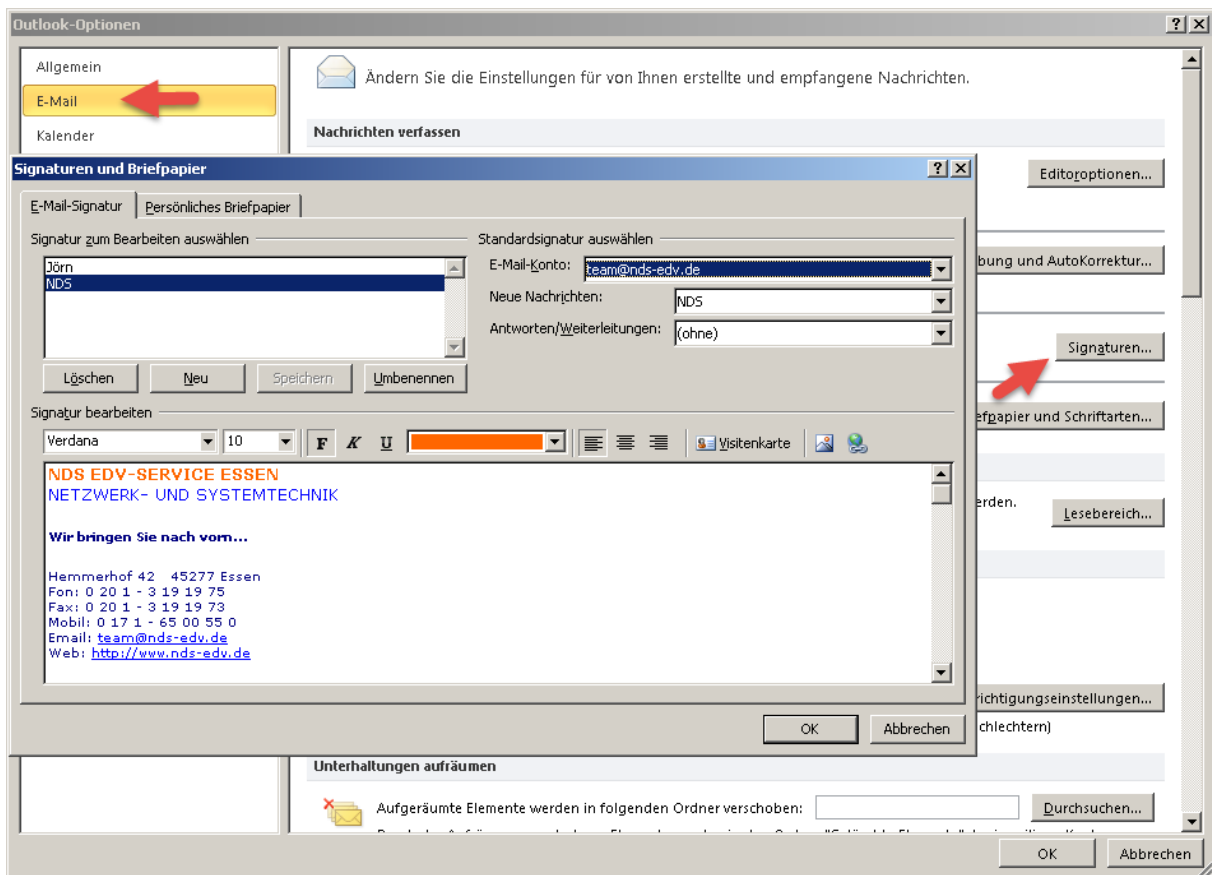 Outlook-Optionen
Allgemein
E-Mail
Kalender
Ändern Sie die Einstellungen für von Ihnen erstellte und empfangene Nachrichten.
Nachrichten verfassen
Editoroptionen...
bung und AutoKorrektur...
Signaturen...
efpapier und Schriftarten...
erden.
Lesebereich...
richtigungseinstellungen...
chlechtern)
Signaturen und Briefpapier
E-Mail-Signatur
Persönliches Briefpapier
Signatur zum Bearbeiten auswählen
Jörn
NDS
Löschen
Neu
Speichern
Umbenennen
Standardsignatur auswählen
E-Mail-Konto: team@nds-edv.de
Neue Nachrichten: NDS
Antworten/Weiterleitungen: (ohne)
Signatur bearbeiten
Verdana 10 F K U Visitenkarte
NDS EDV-SERVICE ESSEN
NETZWERK- UND SYSTEMTECHNIK
Wir bringen Sie nach vorn...
Hemmerhof 42 45277 Essen
Fon: 0 20 1 - 3 19 19 75
Fax: 0 20 1 - 3 19 19 73
Mobil: 0 17 1 - 65 00 55 0
Email: team@nds-edv.de
Web: http://www.nds-edv.de
OK
Abbrechen
Unterhaltungen aufräumen
Aufgeräumte Elemente werden in folgenden Ordner verschoben:
Durchsuchen...
OK
Abbrechen